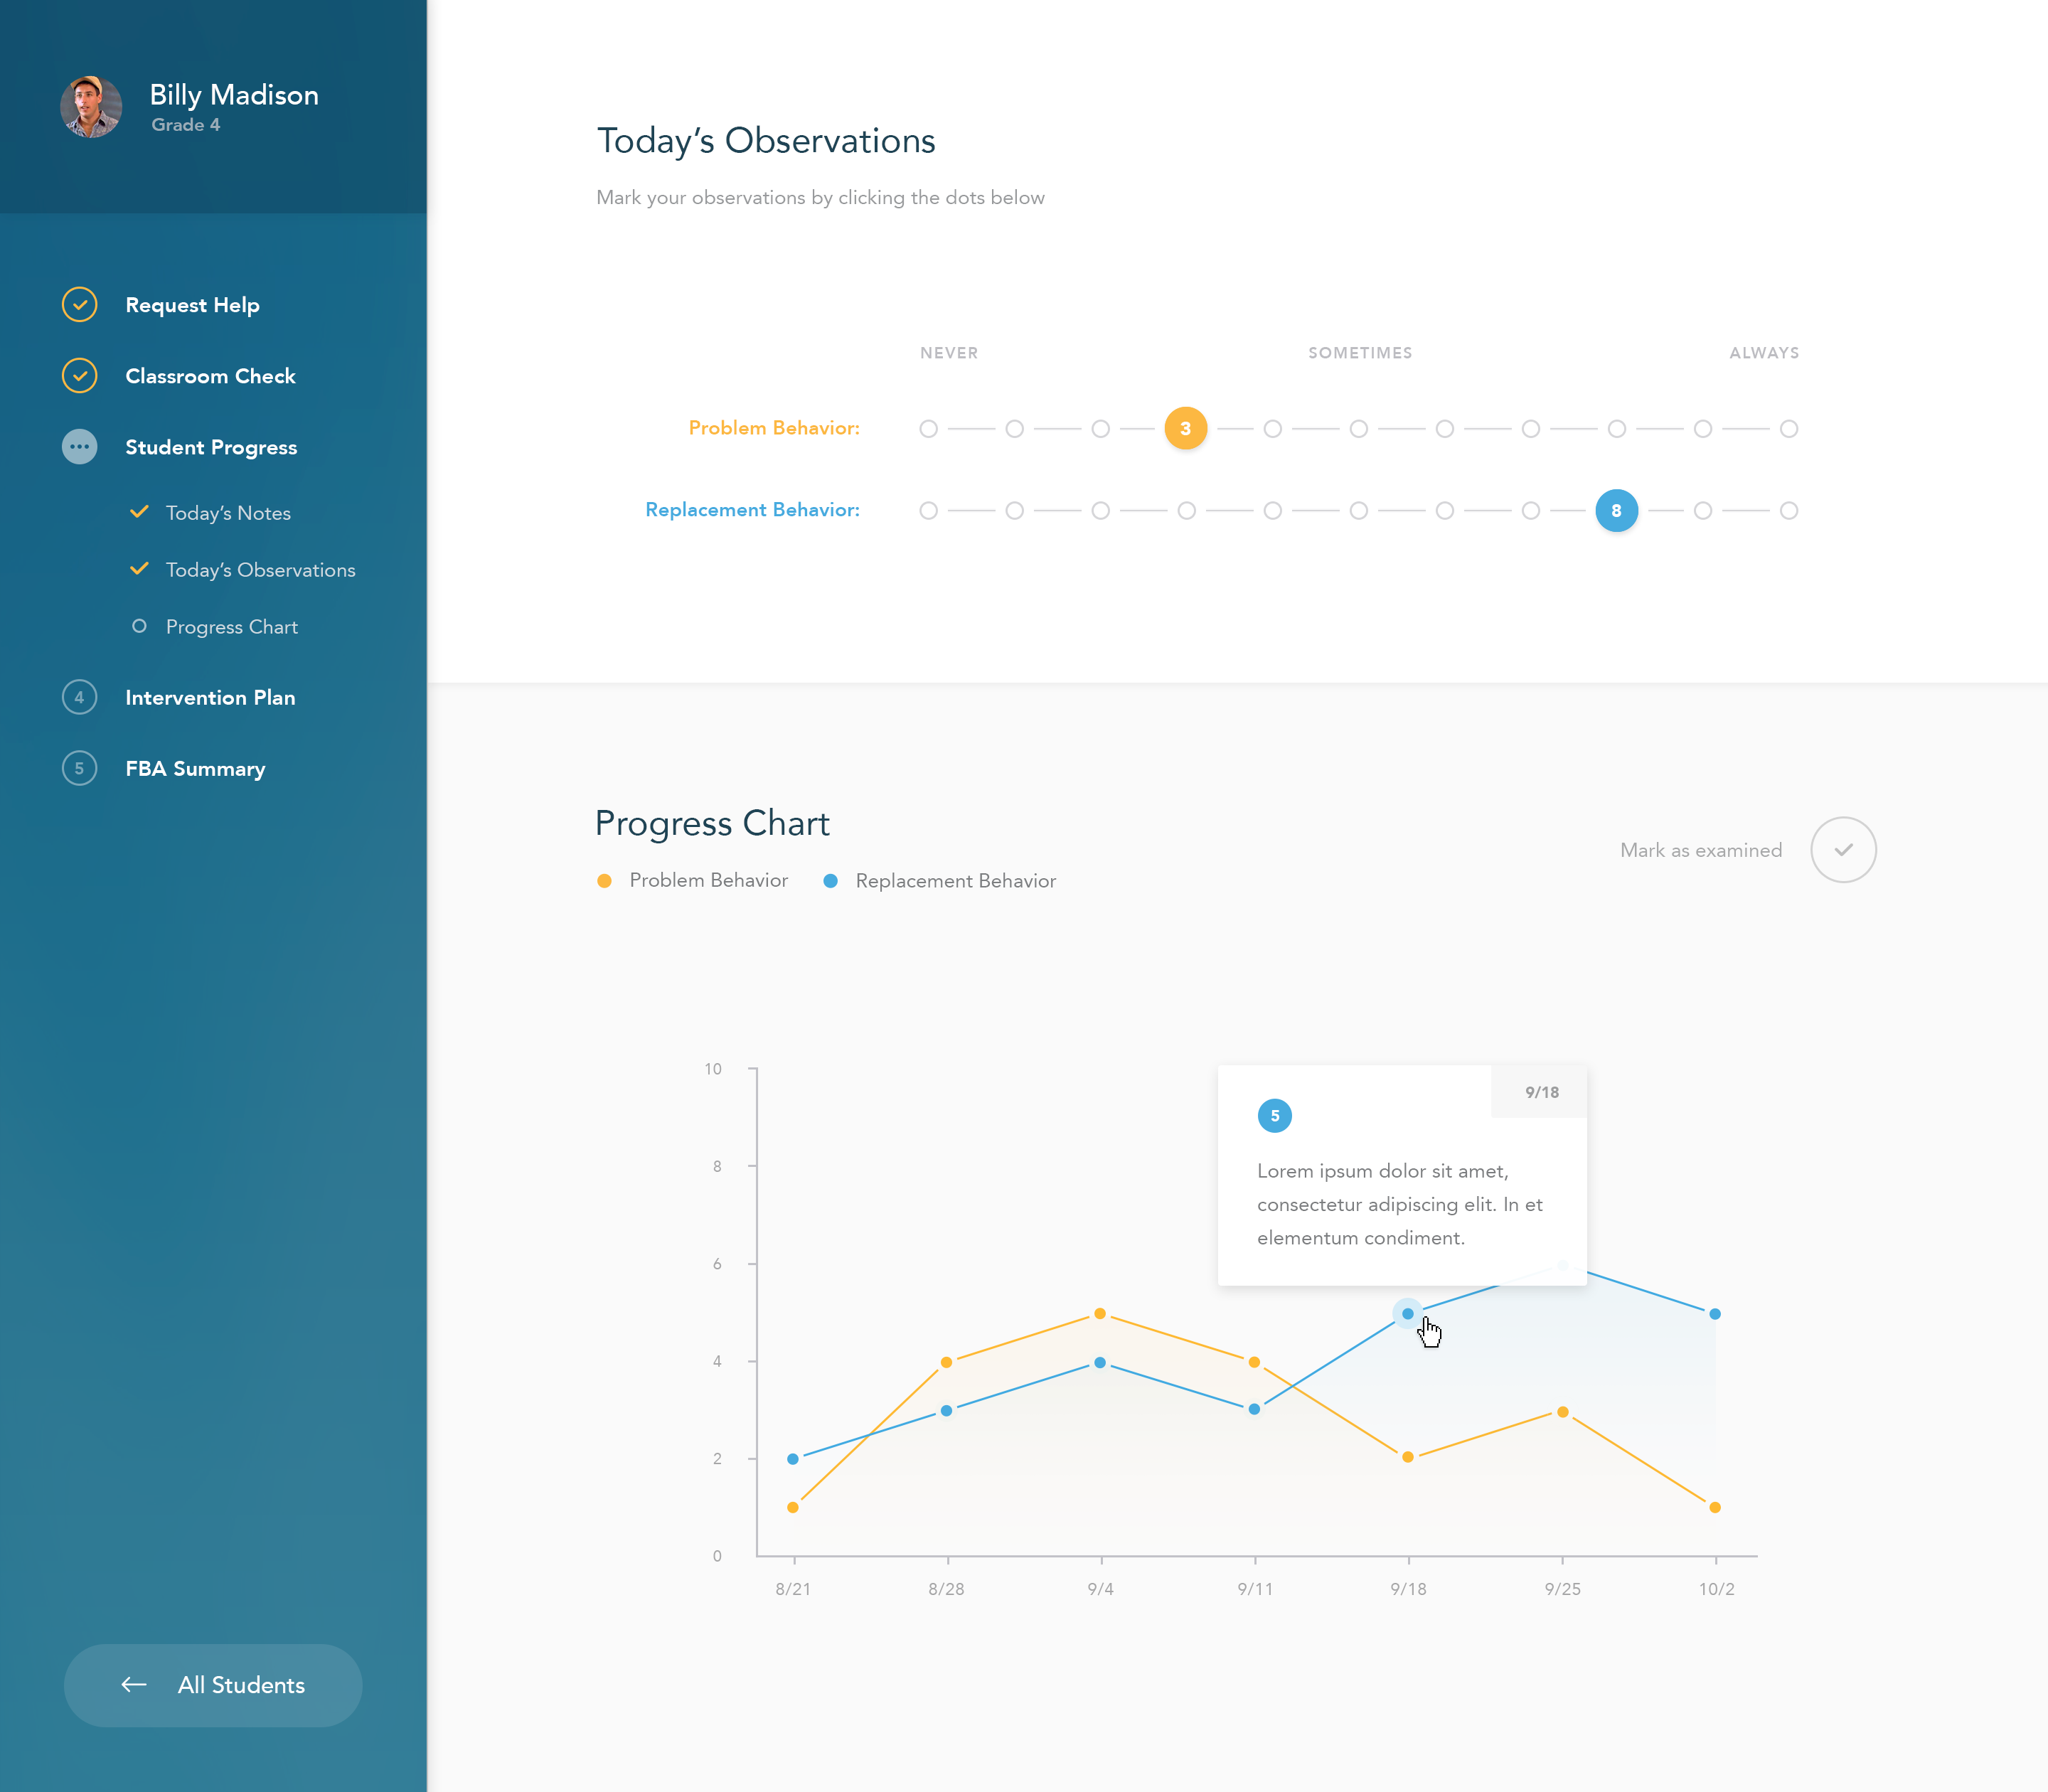 Billy Madison
Grade 4
Request Help
Classroom Check
Student Progress
Today’s Notes
Today’s Observations
Progress Chart
4 Intervention Plan
5 FBA Summary
All Students
Today’s Observations
Mark your observations by clicking the dots below
NEVER SOMETIMES ALWAYS
Problem Behavior: 3
Replacement Behavior: 8
Progress Chart
Mark as examined
Problem Behavior Replacement Behavior
10
8
6
4
2
0
9/18
5
Lorem ipsum dolor sit amet,
consectetur adipiscing elit. In et
elementum condiment.
8/21 8/28 9/4 9/11 9/18 9/25 10/2